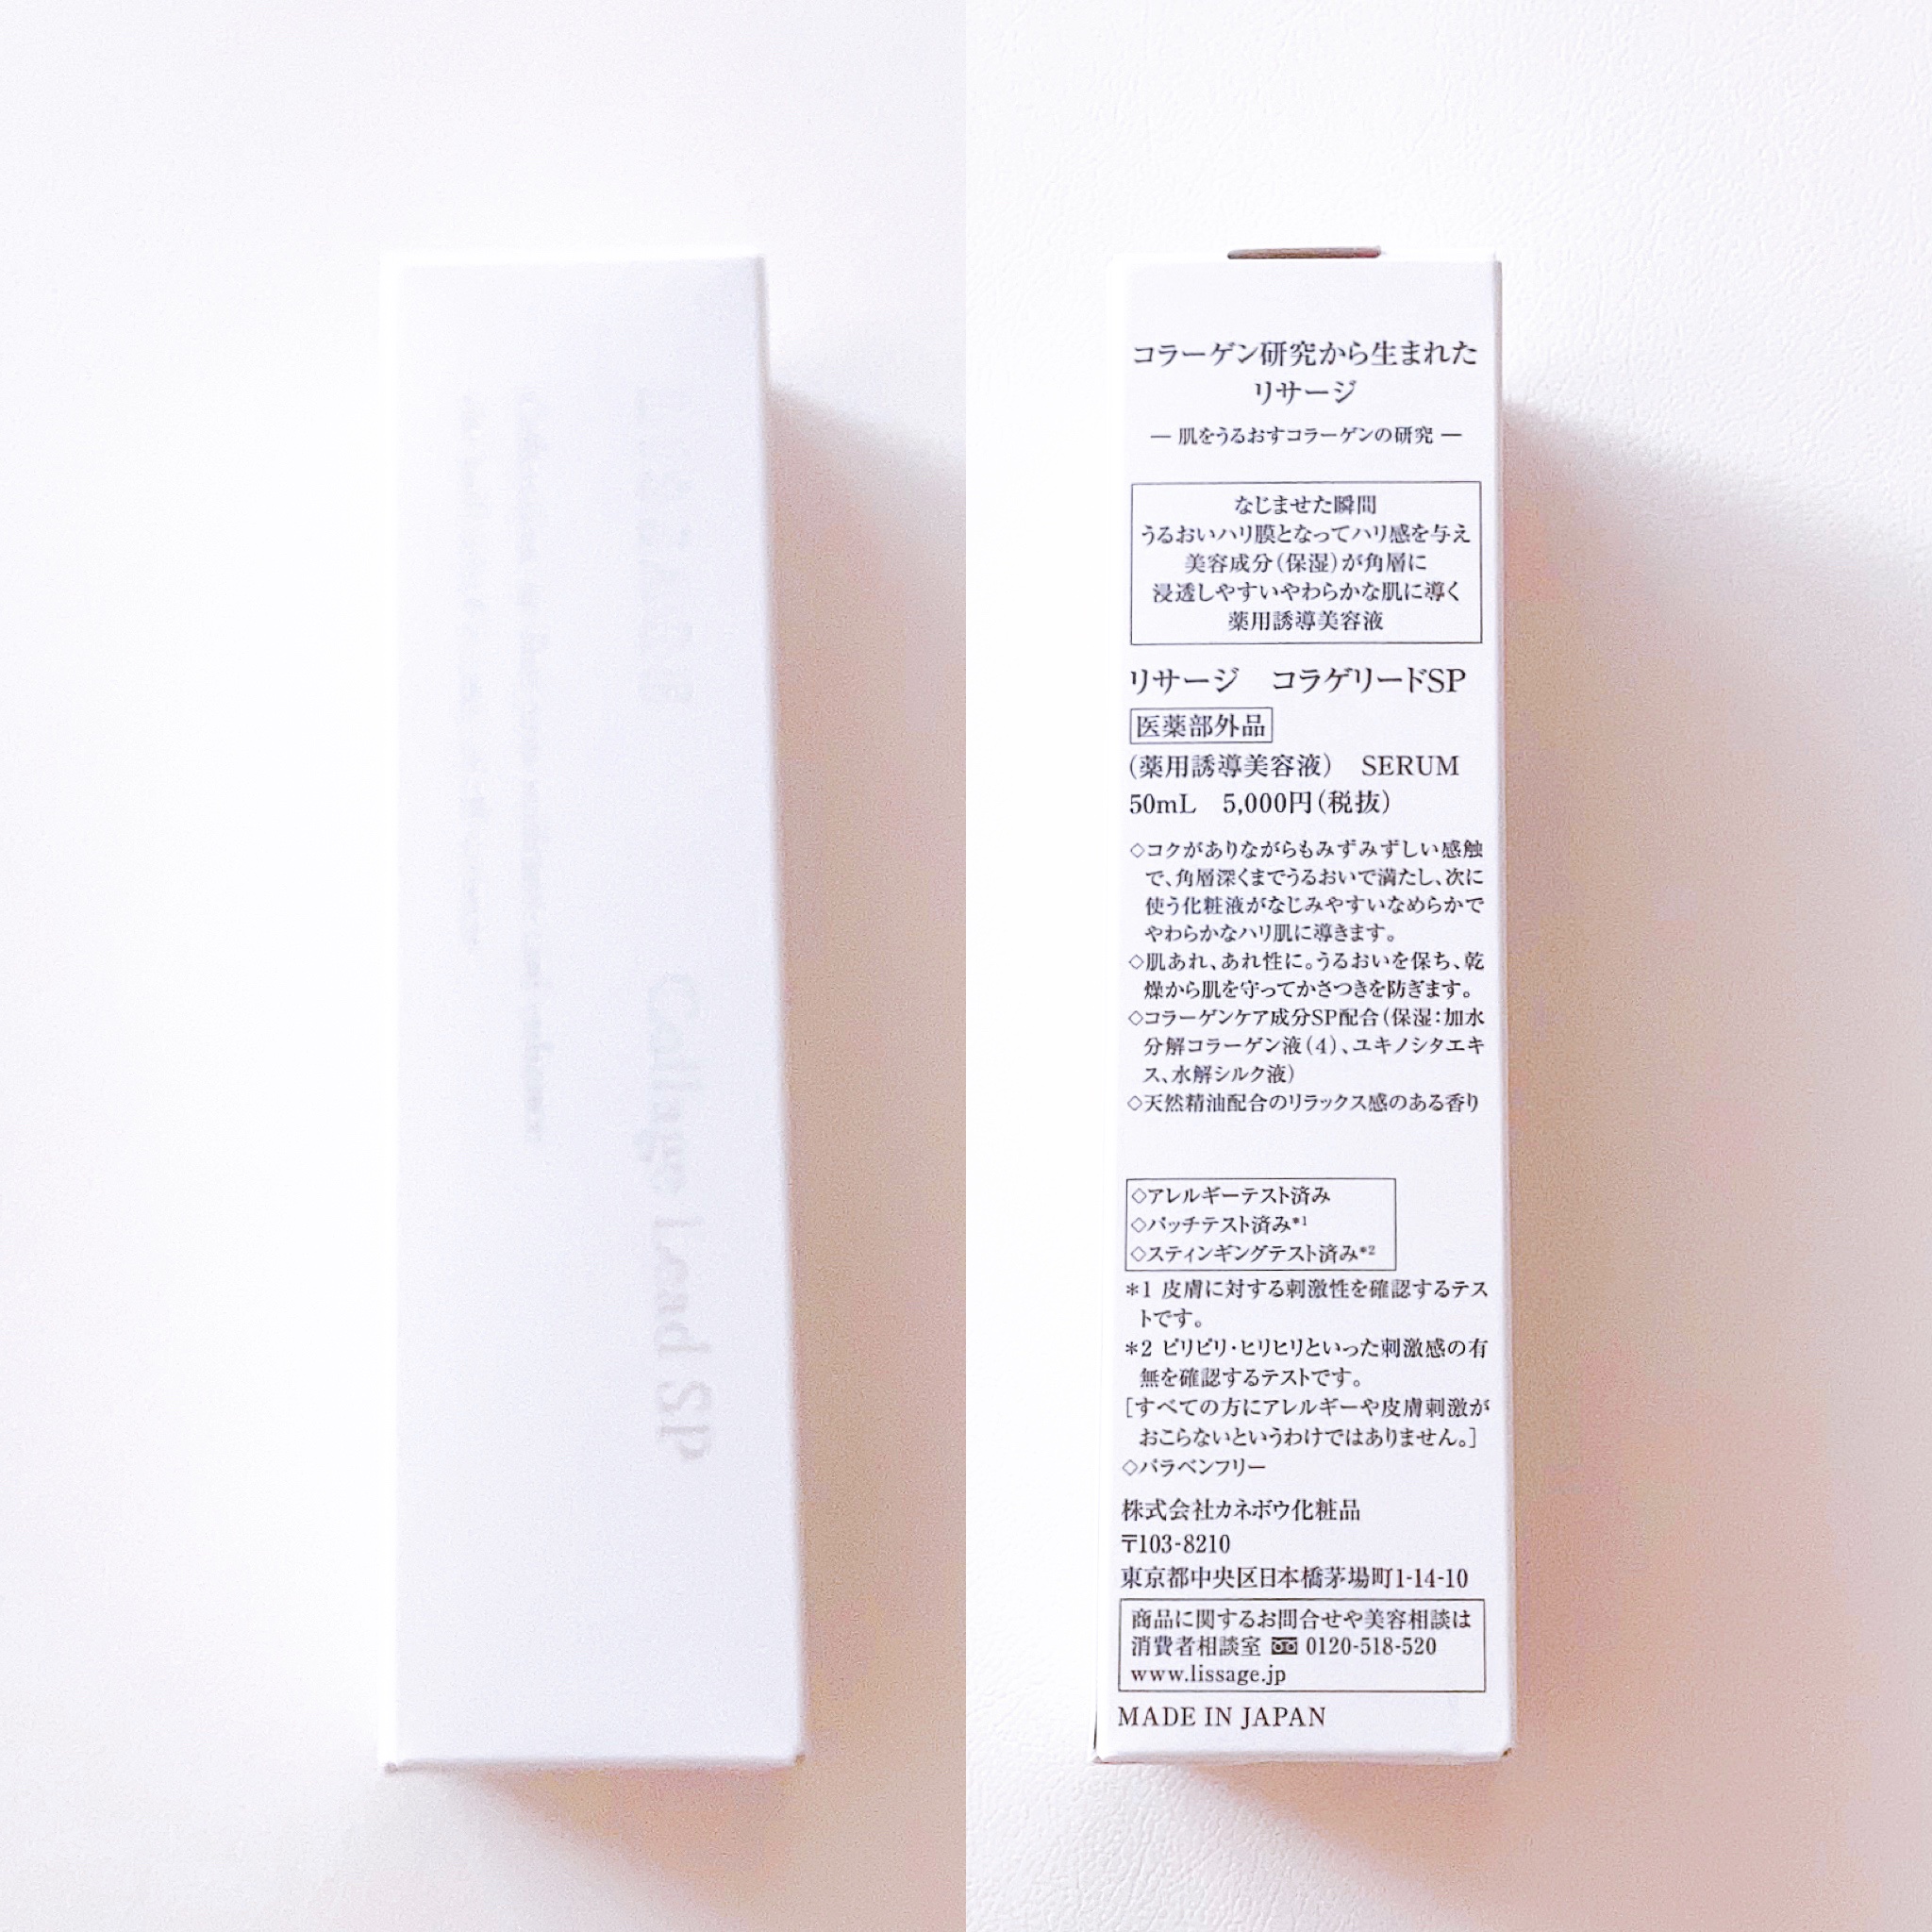 LISSAGE
Collage Lead SP
コラーゲン研究から生まれた
リサージ
― 肌をうるおすコラーゲンの研究 ―
なじませた瞬間
うるおいハリ膜となってハリ感を与え
美容成分(保湿)が角層に
浸透しやすいやわらかな肌に導く
薬用誘導美容液
リサージ　コラゲリードSP
医薬部外品
(薬用誘導美容液)　SERUM
50mL　5,000円(税抜)
◇コクがありながらもみずみずしい感触
で、角層深くまでうるおいで満たし、次に
使う化粧液がなじみやすいなめらかで
やわらかなハリ肌に導きます。
◇肌あれ、あれ性に。うるおいを保ち、乾
燥から肌を守ってかさつきを防ぎます。
◇コラーゲンケア成分SP配合(保湿：加水
分解コラーゲン液(4)、ユキノシタエキ
ス、水解シルク液)
◇天然精油配合のリラックス感のある香り
◇アレルギーテスト済み
◇パッチテスト済み*1
◇スティンギングテスト済み*2
*1 皮膚に対する刺激性を確認するテス
トです。
*2 ピリピリ・ヒリヒリといった刺激感の有
無を確認するテストです。
[すべての方にアレルギーや皮膚刺激が
おこらないというわけではありません。]
◇パラベンフリー
株式会社カネボウ化粧品
〒103-8210
東京都中央区日本橋茅場町1-14-10
商品に関するお問合せや美容相談は
消費者相談室 0120-518-520
www.lissage.jp
MADE IN JAPAN